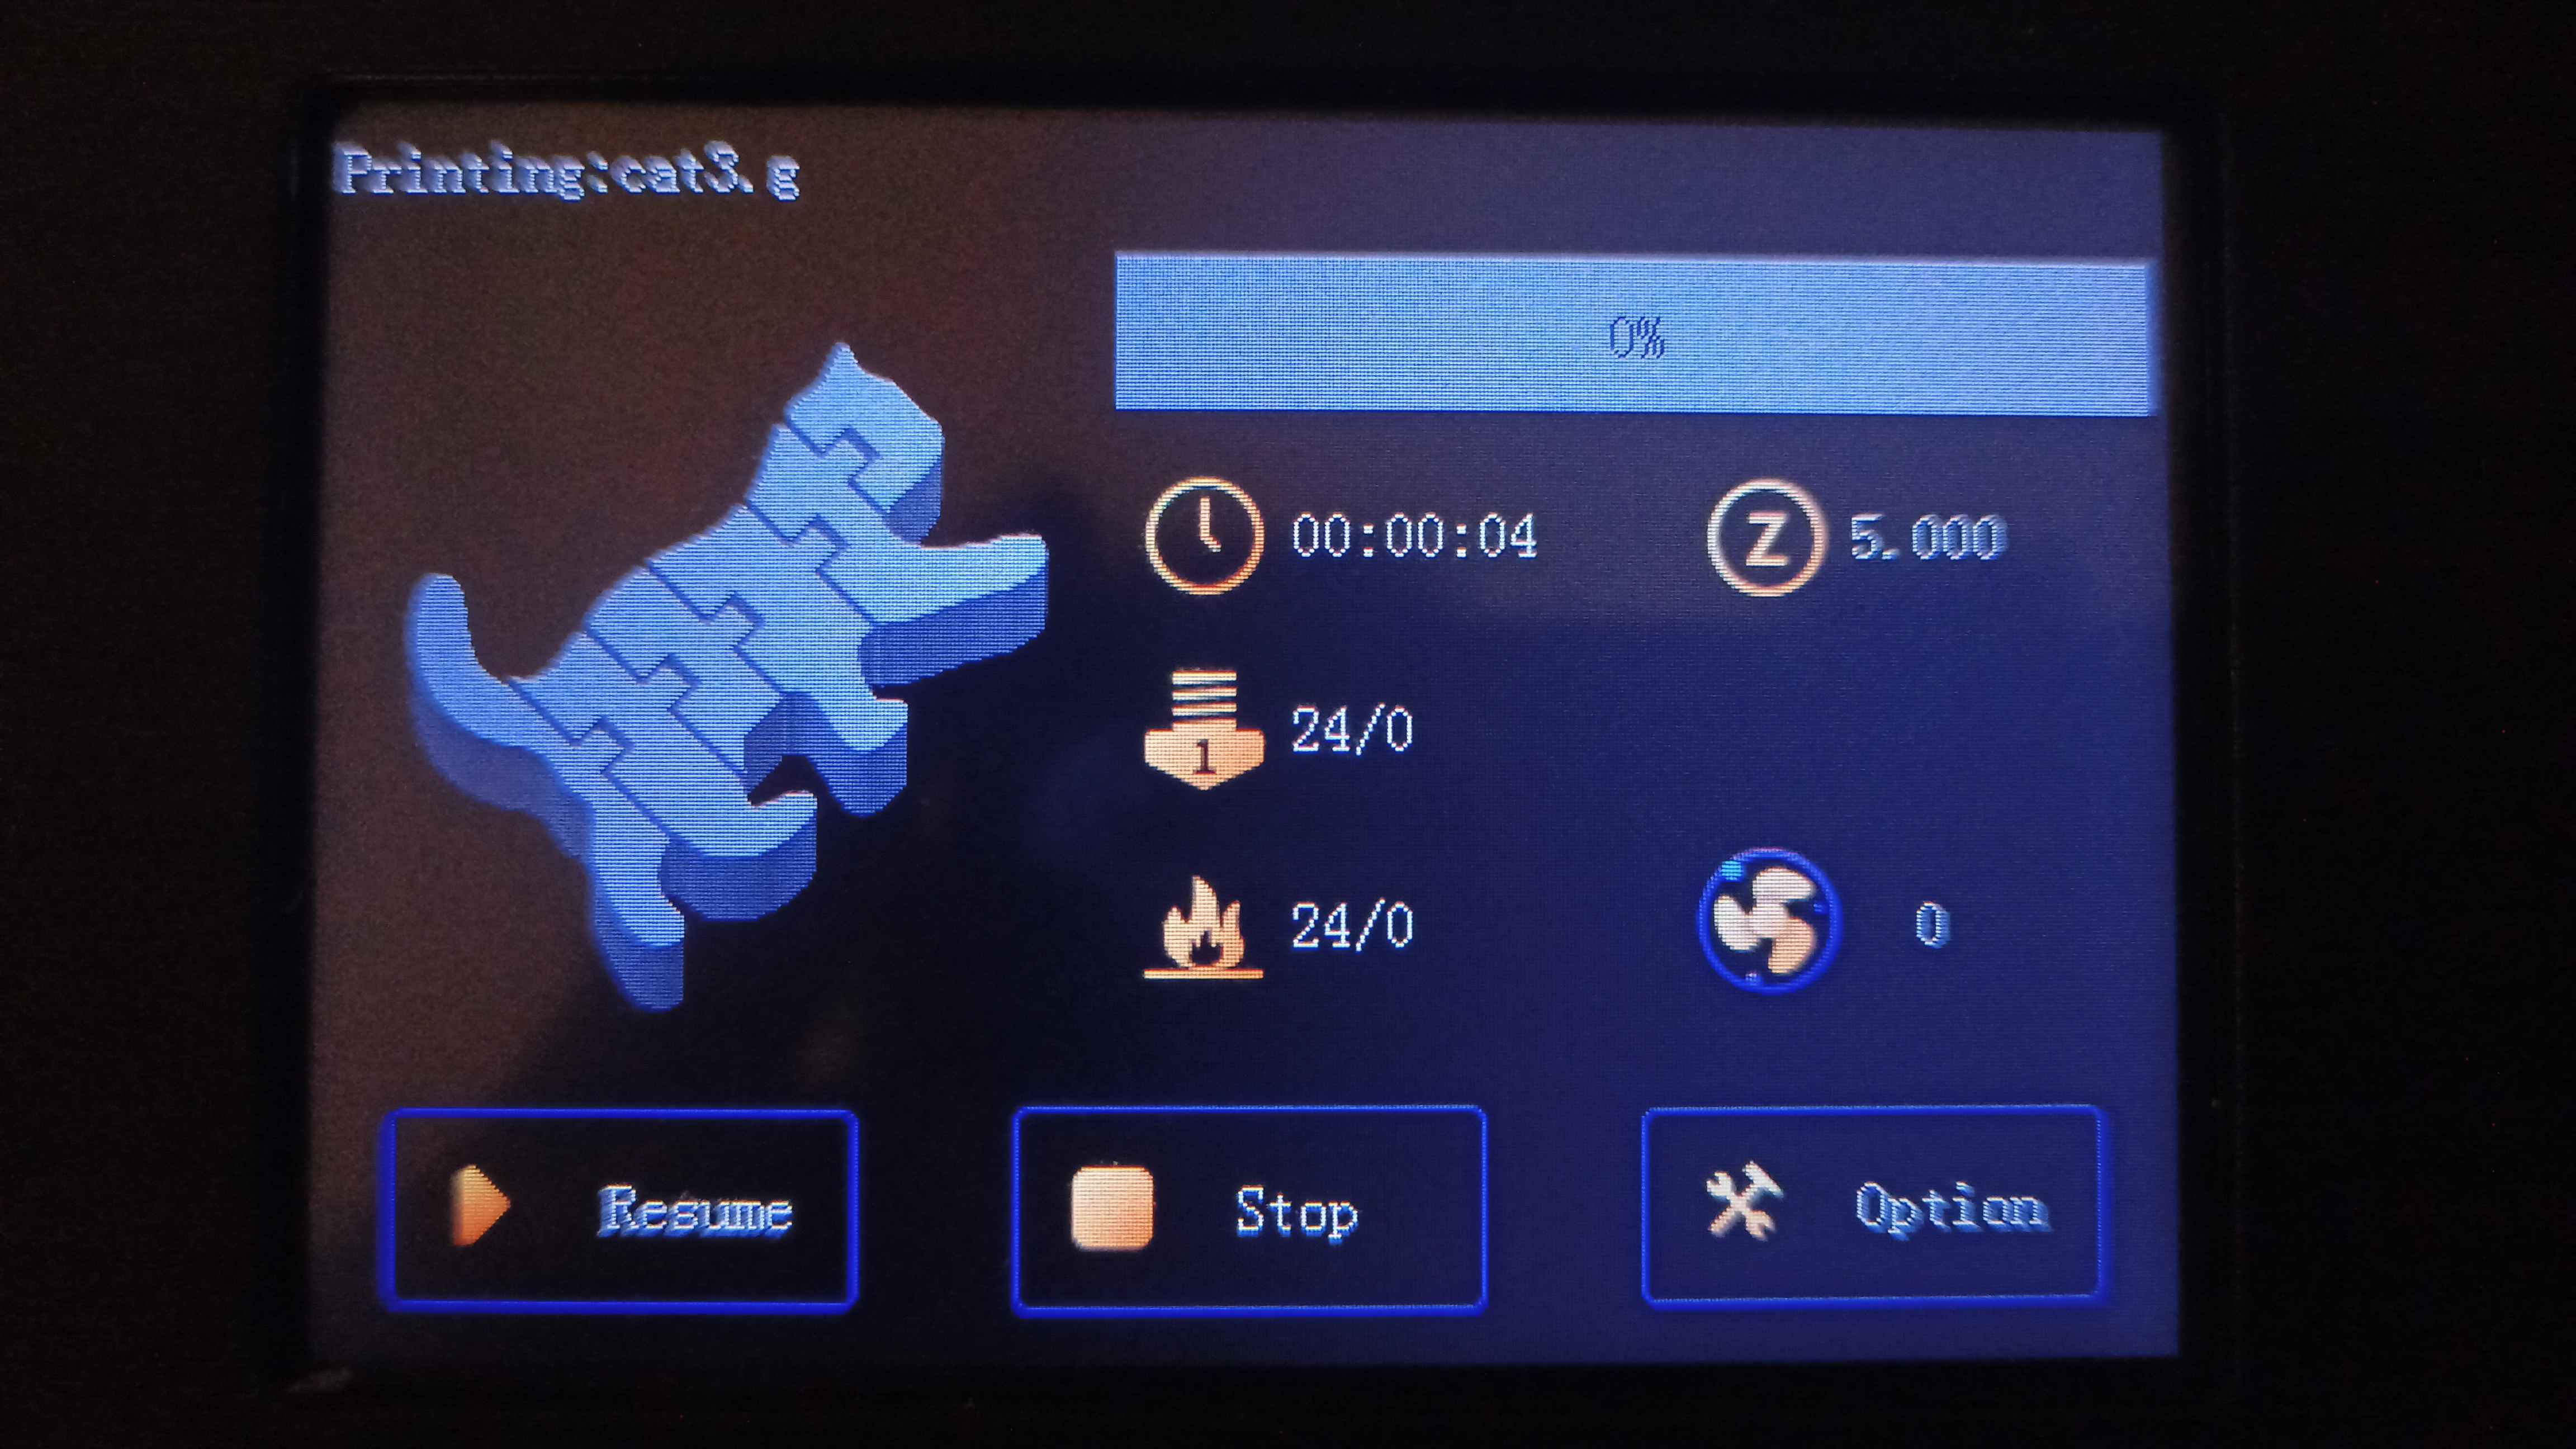 Printing:cat3.g
0%
00:00:04
Z 5.000
1 24/0
24/0
0
Resume
Stop
Option